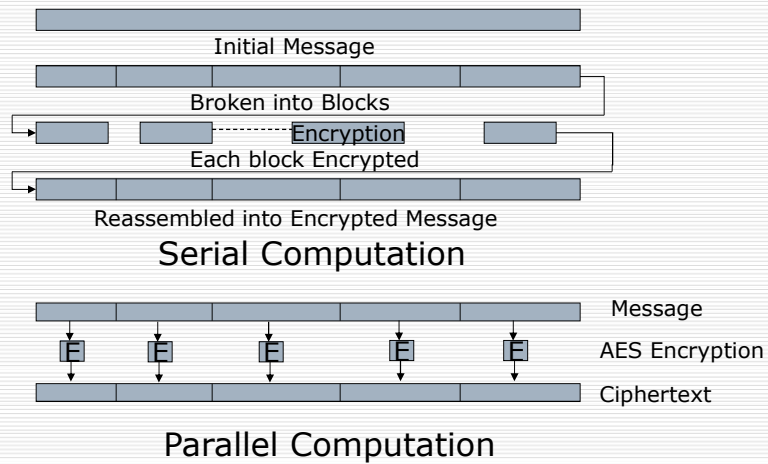 Initial Message
Broken into Blocks
Encryption
Each block Encrypted
Reassembled into Encrypted Message
Serial Computation
Message
E E E E E
AES Encryption
Ciphertext
Parallel Computation